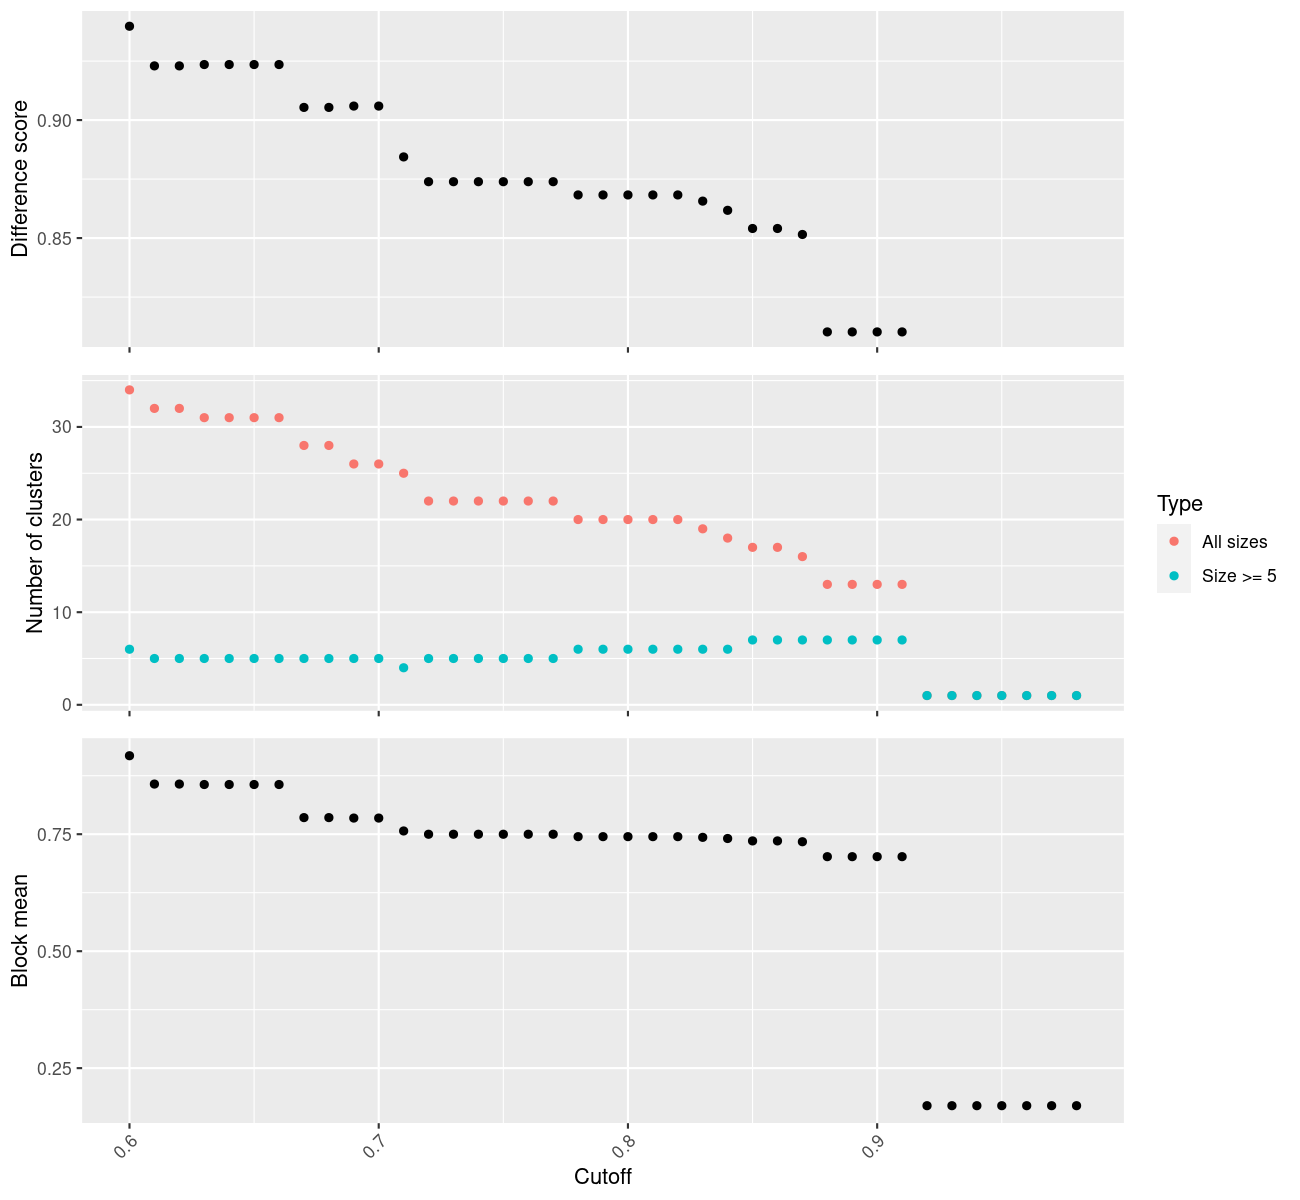 Difference score
0.90
0.85
Number of clusters
30
20
10
0
Type
All sizes
Size >= 5
Block mean
0.75
0.50
0.25
0.6
0.7
0.8
0.9
Cutoff